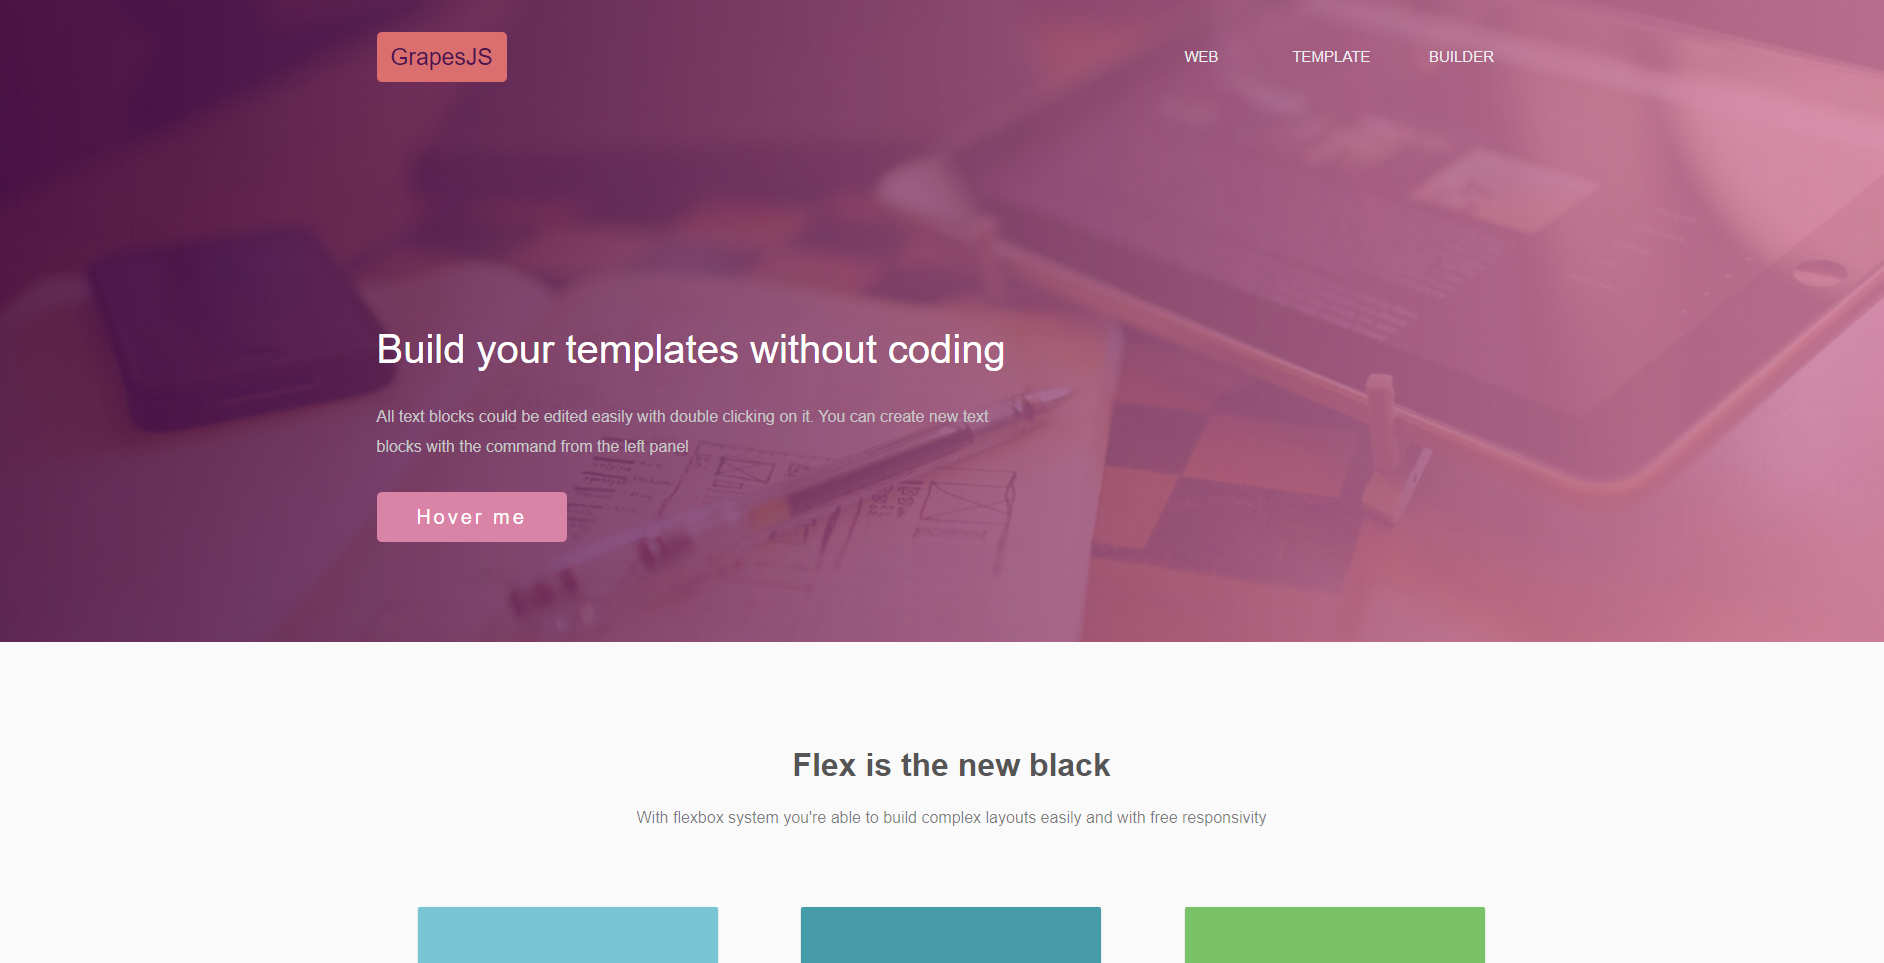 GrapesJS
WEB
TEMPLATE
BUILDER
Build your templates without coding
All text blocks could be edited easily with double clicking on it. You can create new text
blocks with the command from the left panel
Hover me
Flex is the new black
With flexbox system you're able to build complex layouts easily and with free responsivity